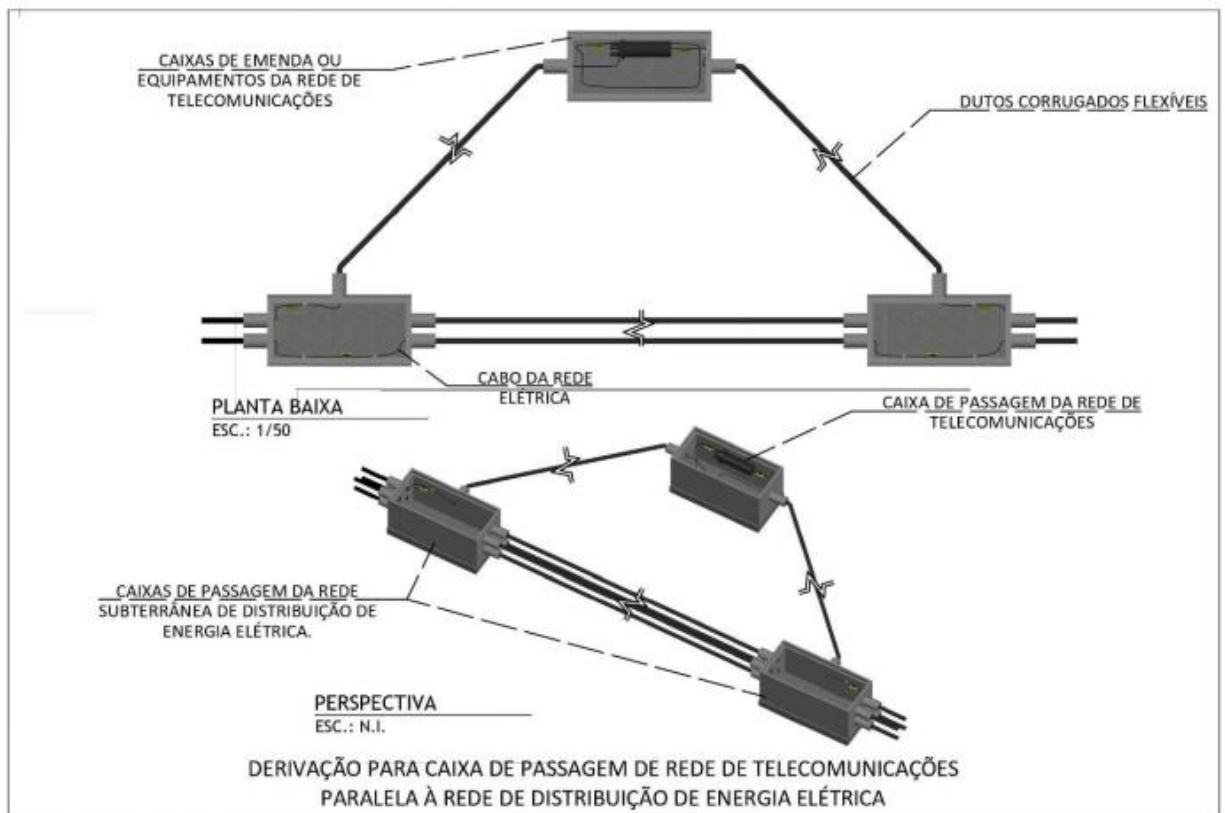 CAIXAS DE EMENDA OU
EQUIPAMENTOS DA REDE DE
TELECOMUNICAÇÕES
DUTOS CORRUGADOS FLEXÍVEIS
CABO DA REDE
ELÉTRICA
PLANTA BAIXA
ESC.: 1/50
CAIXA DE PASSAGEM DA REDE DE
TELECOMUNICAÇÕES
CAIXAS DE PASSAGEM DA REDE
SUBTERRÂNEA DE DISTRIBUIÇÃO DE
ENERGIA ELÉTRICA.
PERSPECTIVA
ESC.: N.I.
DERIVAÇÃO PARA CAIXA DE PASSAGEM DE REDE DE TELECOMUNICAÇÕES
PARALELA À REDE DE DISTRIBUIÇÃO DE ENERGIA ELÉTRICA